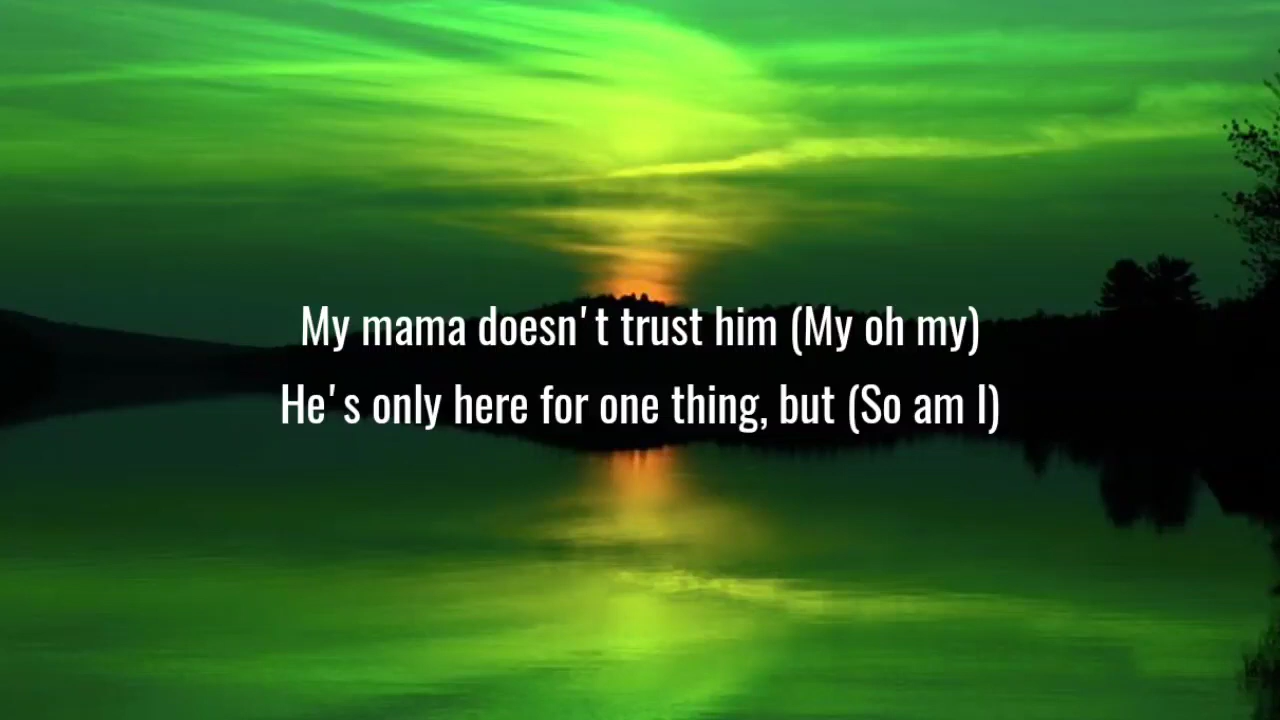 My mama doesn't trust him (My oh my)
He's only here for one thing, but (So am I)